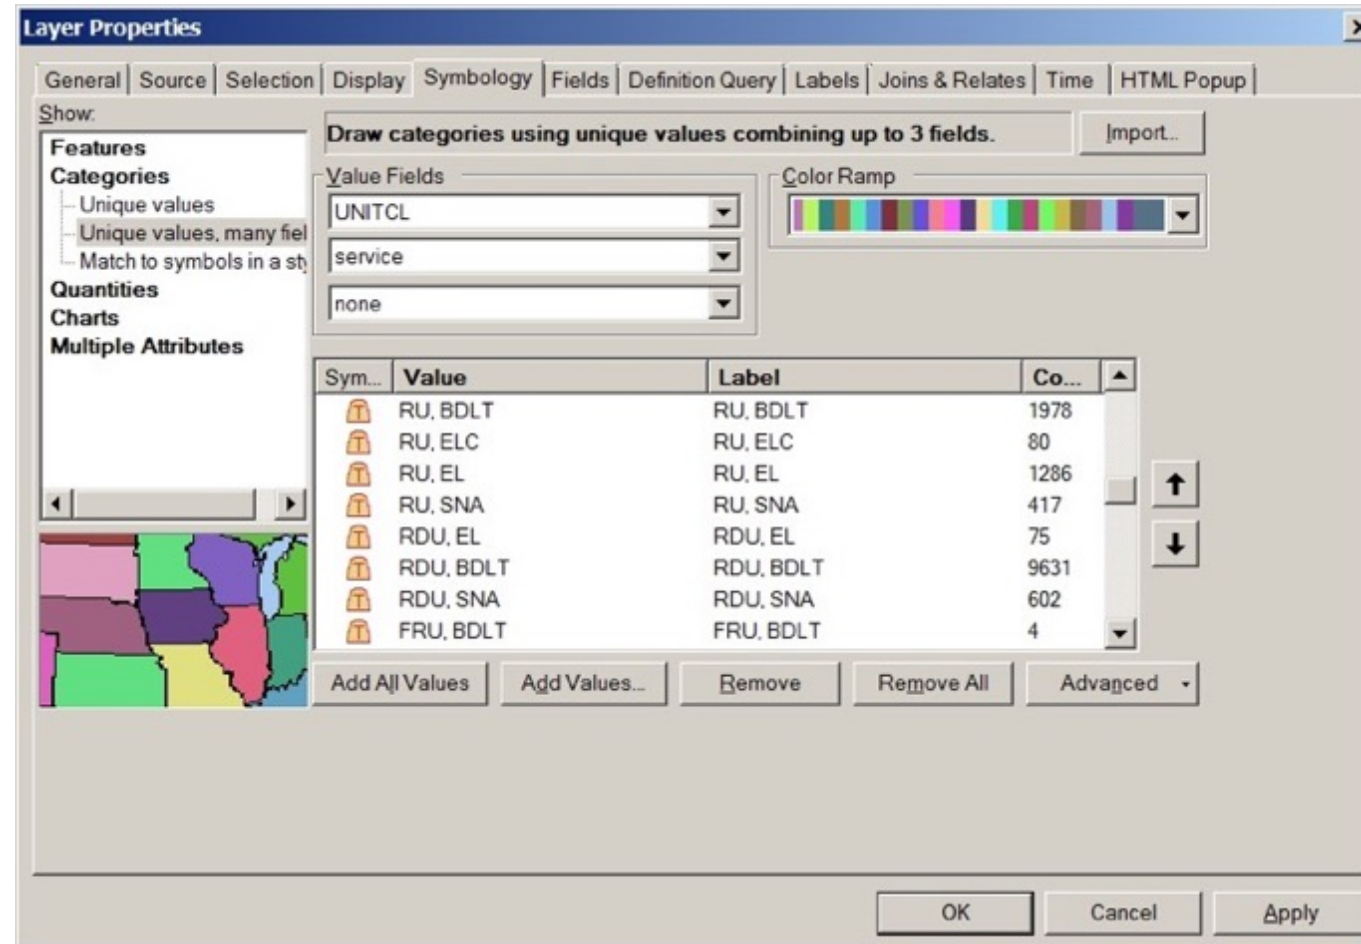 Layer Properties
General Source Selection Display Symbology Fields Definition Query Labels Joins & Relates Time HTML Popup
Show:
Features
Categories
Unique values
Unique values, many fiel
Match to symbols in a sty
Quantities
Charts
Multiple Attributes
Draw categories using unique values combining up to 3 fields.
Import...
Value Fields
UNITCL
service
none
Color Ramp
Sym... Value Label Co...
T RU, BDLT RU, BDLT 1978
T RU, ELC RU, ELC 80
T RU, EL RU, EL 1286
T RU, SNA RU, SNA 417
T RDU, EL RDU, EL 75
T RDU, BDLT RDU, BDLT 9631
T RDU, SNA RDU, SNA 602
T FRU, BDLT FRU, BDLT 4
Add All Values Add Values... Remove Remove All Advanced
OK Cancel Apply